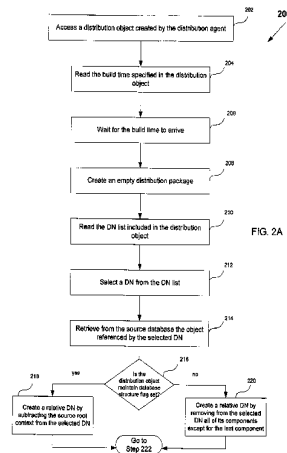 202
20
Access a distribution object created by the distribution agent
204
Read the build time specified in the distribution
object
206
Wait for the build time to arrive
208
Create an empty distribution package
210
Read the DN list included in the distribution
object
FIG. 2A
212
Select a DN from the DN list
214
Retrieve from the source database the object
referenced by the selected DN
216
Is the
distribution object
maintain database
structure flag set?
yes
no
218
Create a relative DN by
subtracting the source root
context from the selected DN
220
Create a relative DN by
removing from the selected
DN all of its components
except for the last component
Go to
Step 222